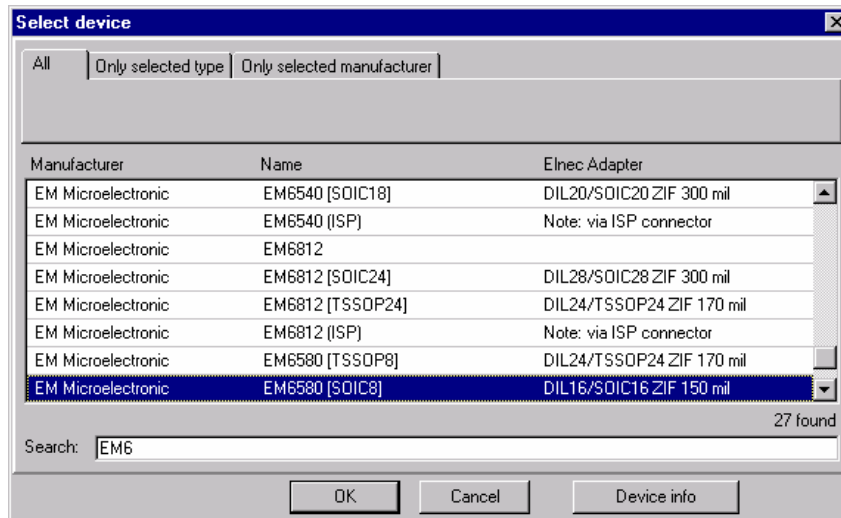 Select device
All Only selected type Only selected manufacturer
Manufacturer Name Elnec Adapter
EM Microelectronic EM6540 [SOIC18] DIL20/SOIC20 ZIF 300 mil
EM Microelectronic EM6540 (ISP) Note: via ISP connector
EM Microelectronic EM6812
EM Microelectronic EM6812 [SOIC24] DIL28/SOIC28 ZIF 300 mil
EM Microelectronic EM6812 [TSSOP24] DIL24/TSSOP24 ZIF 170 mil
EM Microelectronic EM6812 (ISP) Note: via ISP connector
EM Microelectronic EM6580 [TSSOP8] DIL24/TSSOP24 ZIF 170 mil
EM Microelectronic EM6580 [SOIC8] DIL16/SOIC16 ZIF 150 mil
27 found
Search: EM6
OK Cancel Device info